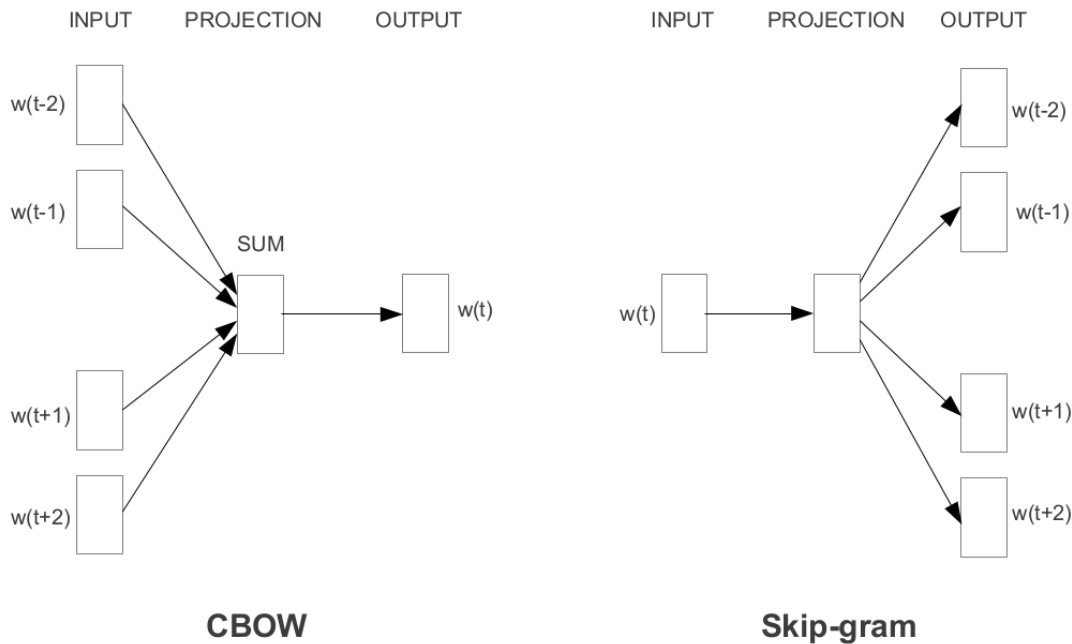 INPUT PROJECTION OUTPUT
w(t-2)
w(t-1)
SUM
w(t)
w(t+1)
w(t+2)
CBOW
INPUT PROJECTION OUTPUT
w(t-2)
w(t-1)
w(t)
w(t+1)
w(t+2)
Skip-gram